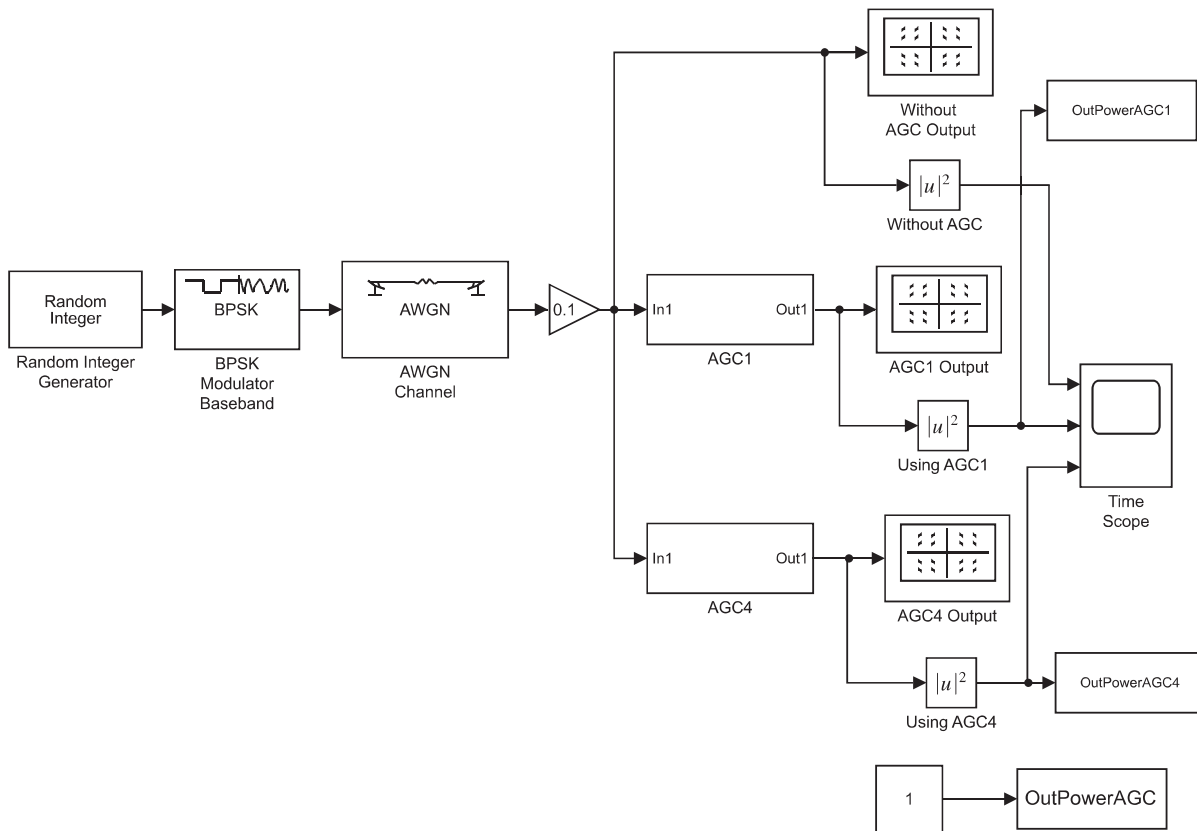 Without
AGC Output
OutPowerAGC1
|u|²
Without AGC
Random
Integer
Random Integer
Generator
BPSK
BPSK
Modulator
Baseband
AWGN
AWGN
Channel
0.1
In1
Out1
AGC1
AGC1 Output
|u|²
Using AGC1
Time
Scope
In1
Out1
AGC4
AGC4 Output
|u|²
Using AGC4
OutPowerAGC4
1
OutPowerAGC